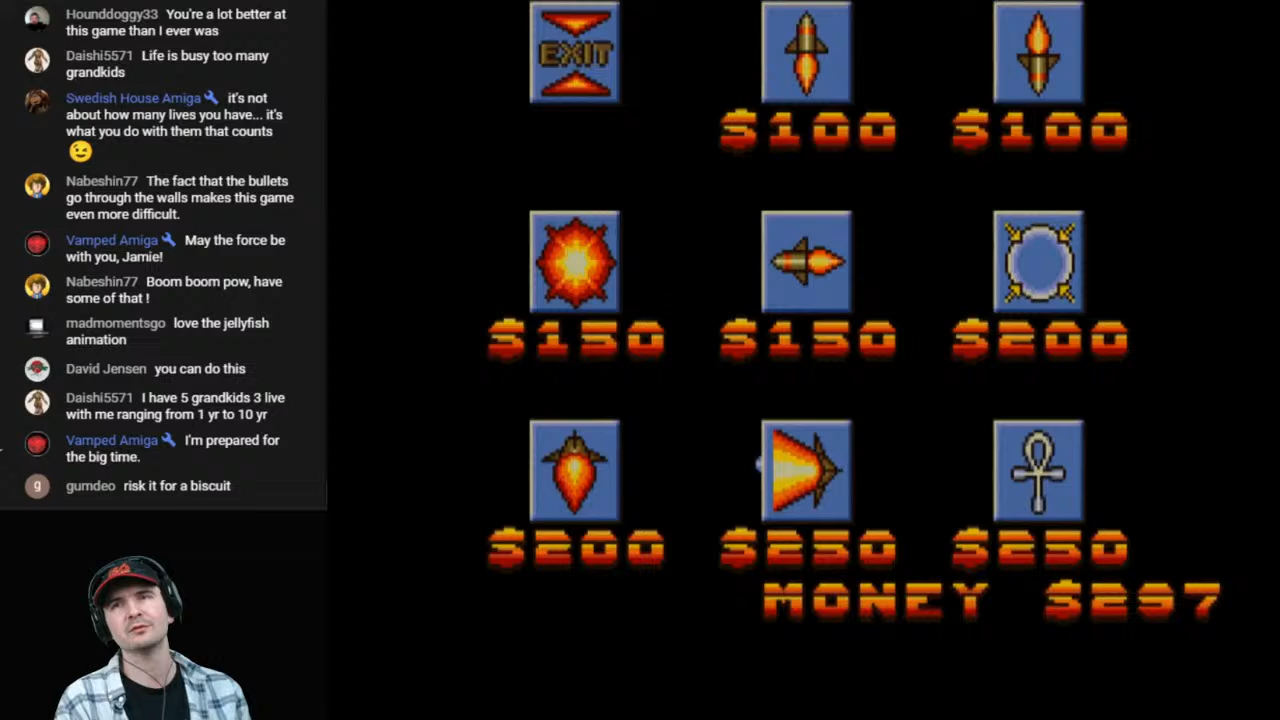 Hounddoggy33 You're a lot better at
this game than I ever was
Daishi5571 Life is busy too many
grandkids
Swedish House Amiga it's not
about how many lives you have... it's
what you do with them that counts
Nabeshin77 The fact that the bullets
go through the walls makes this game
even more difficult.
Vamped Amiga May the force be
with you, Jamie!
Nabeshin77 Boom boom pow, have
some of that !
madmomentsgo love the jellyfish
animation
David Jensen you can do this
Daishi5571 I have 5 grandkids 3 live
with me ranging from 1 yr to 10 yr
Vamped Amiga I'm prepared for
the big time.
g
gumdeo risk it for a biscuit
EXIT
$100 $100
$150 $150 $200
$200 $250 $250
MONEY $297